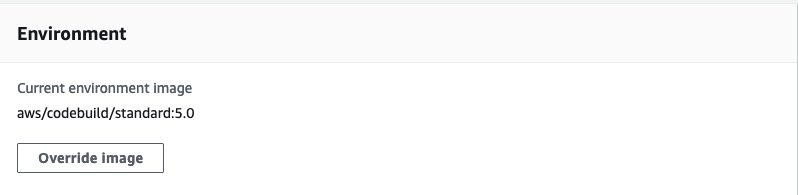 Environment
Current environment image
aws/codebuild/standard:5.0
Override image